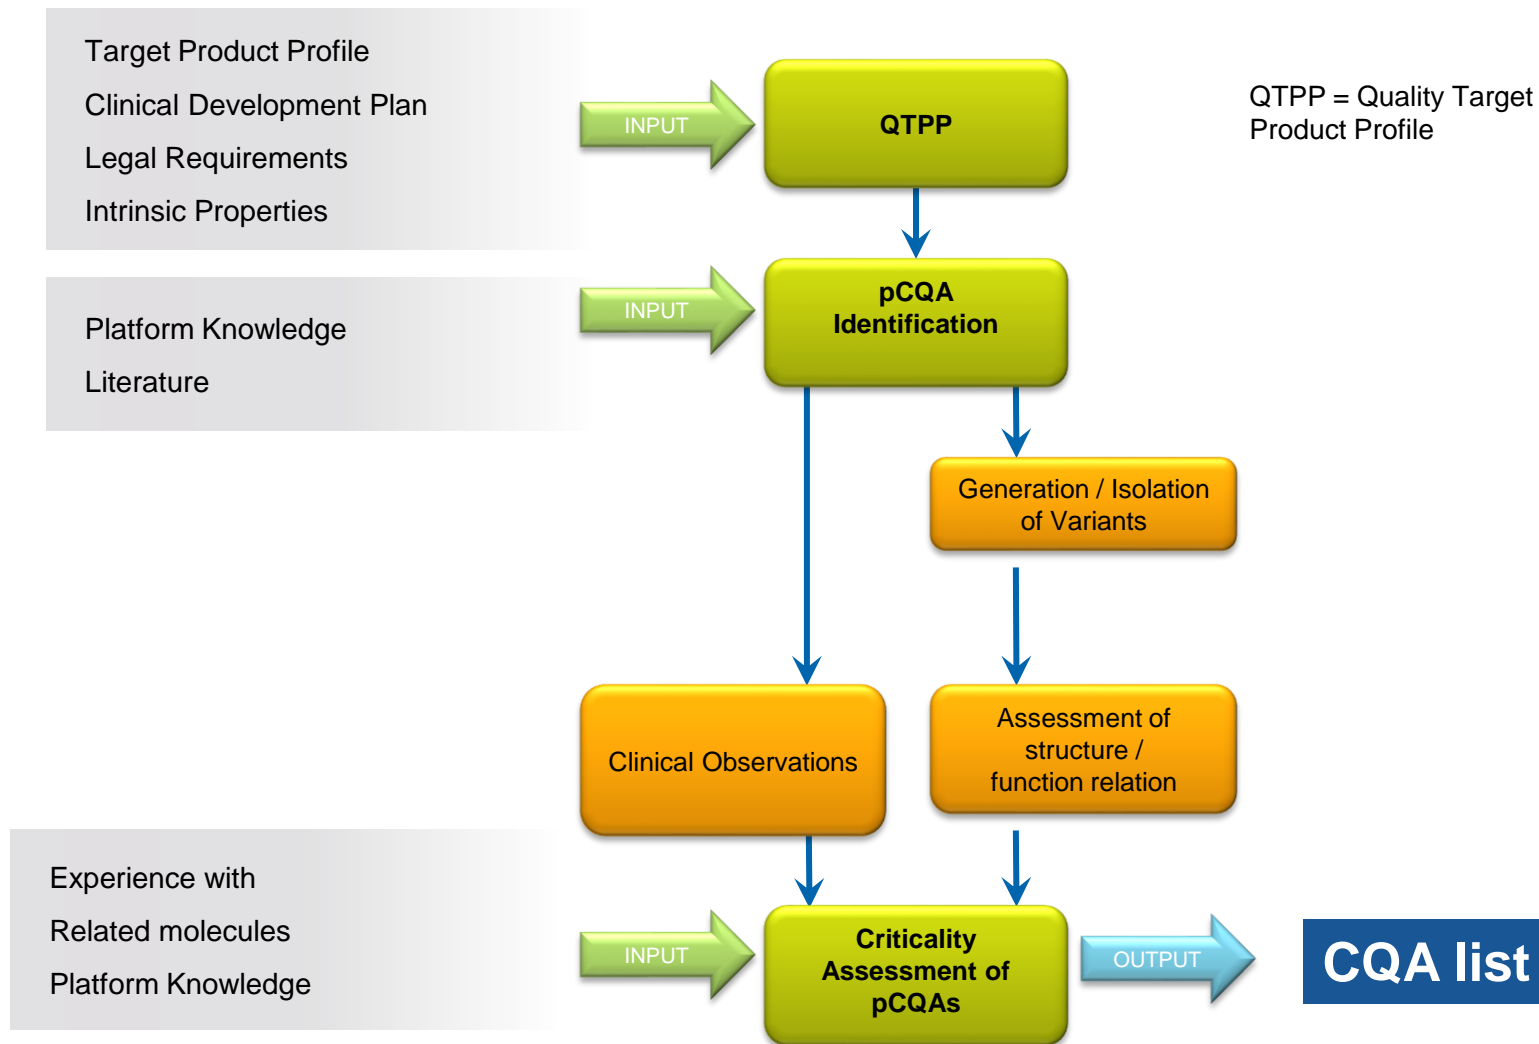 Target Product Profile
Clinical Development Plan
Legal Requirements
Intrinsic Properties
INPUT
QTPP
QTPP = Quality Target
Product Profile
Platform Knowledge
Literature
INPUT
pCQA
Identification
Generation / Isolation
of Variants
Clinical Observations
Assessment of
structure /
function relation
Experience with
Related molecules
Platform Knowledge
INPUT
Criticality
Assessment of
pCQAs
OUTPUT
CQA list